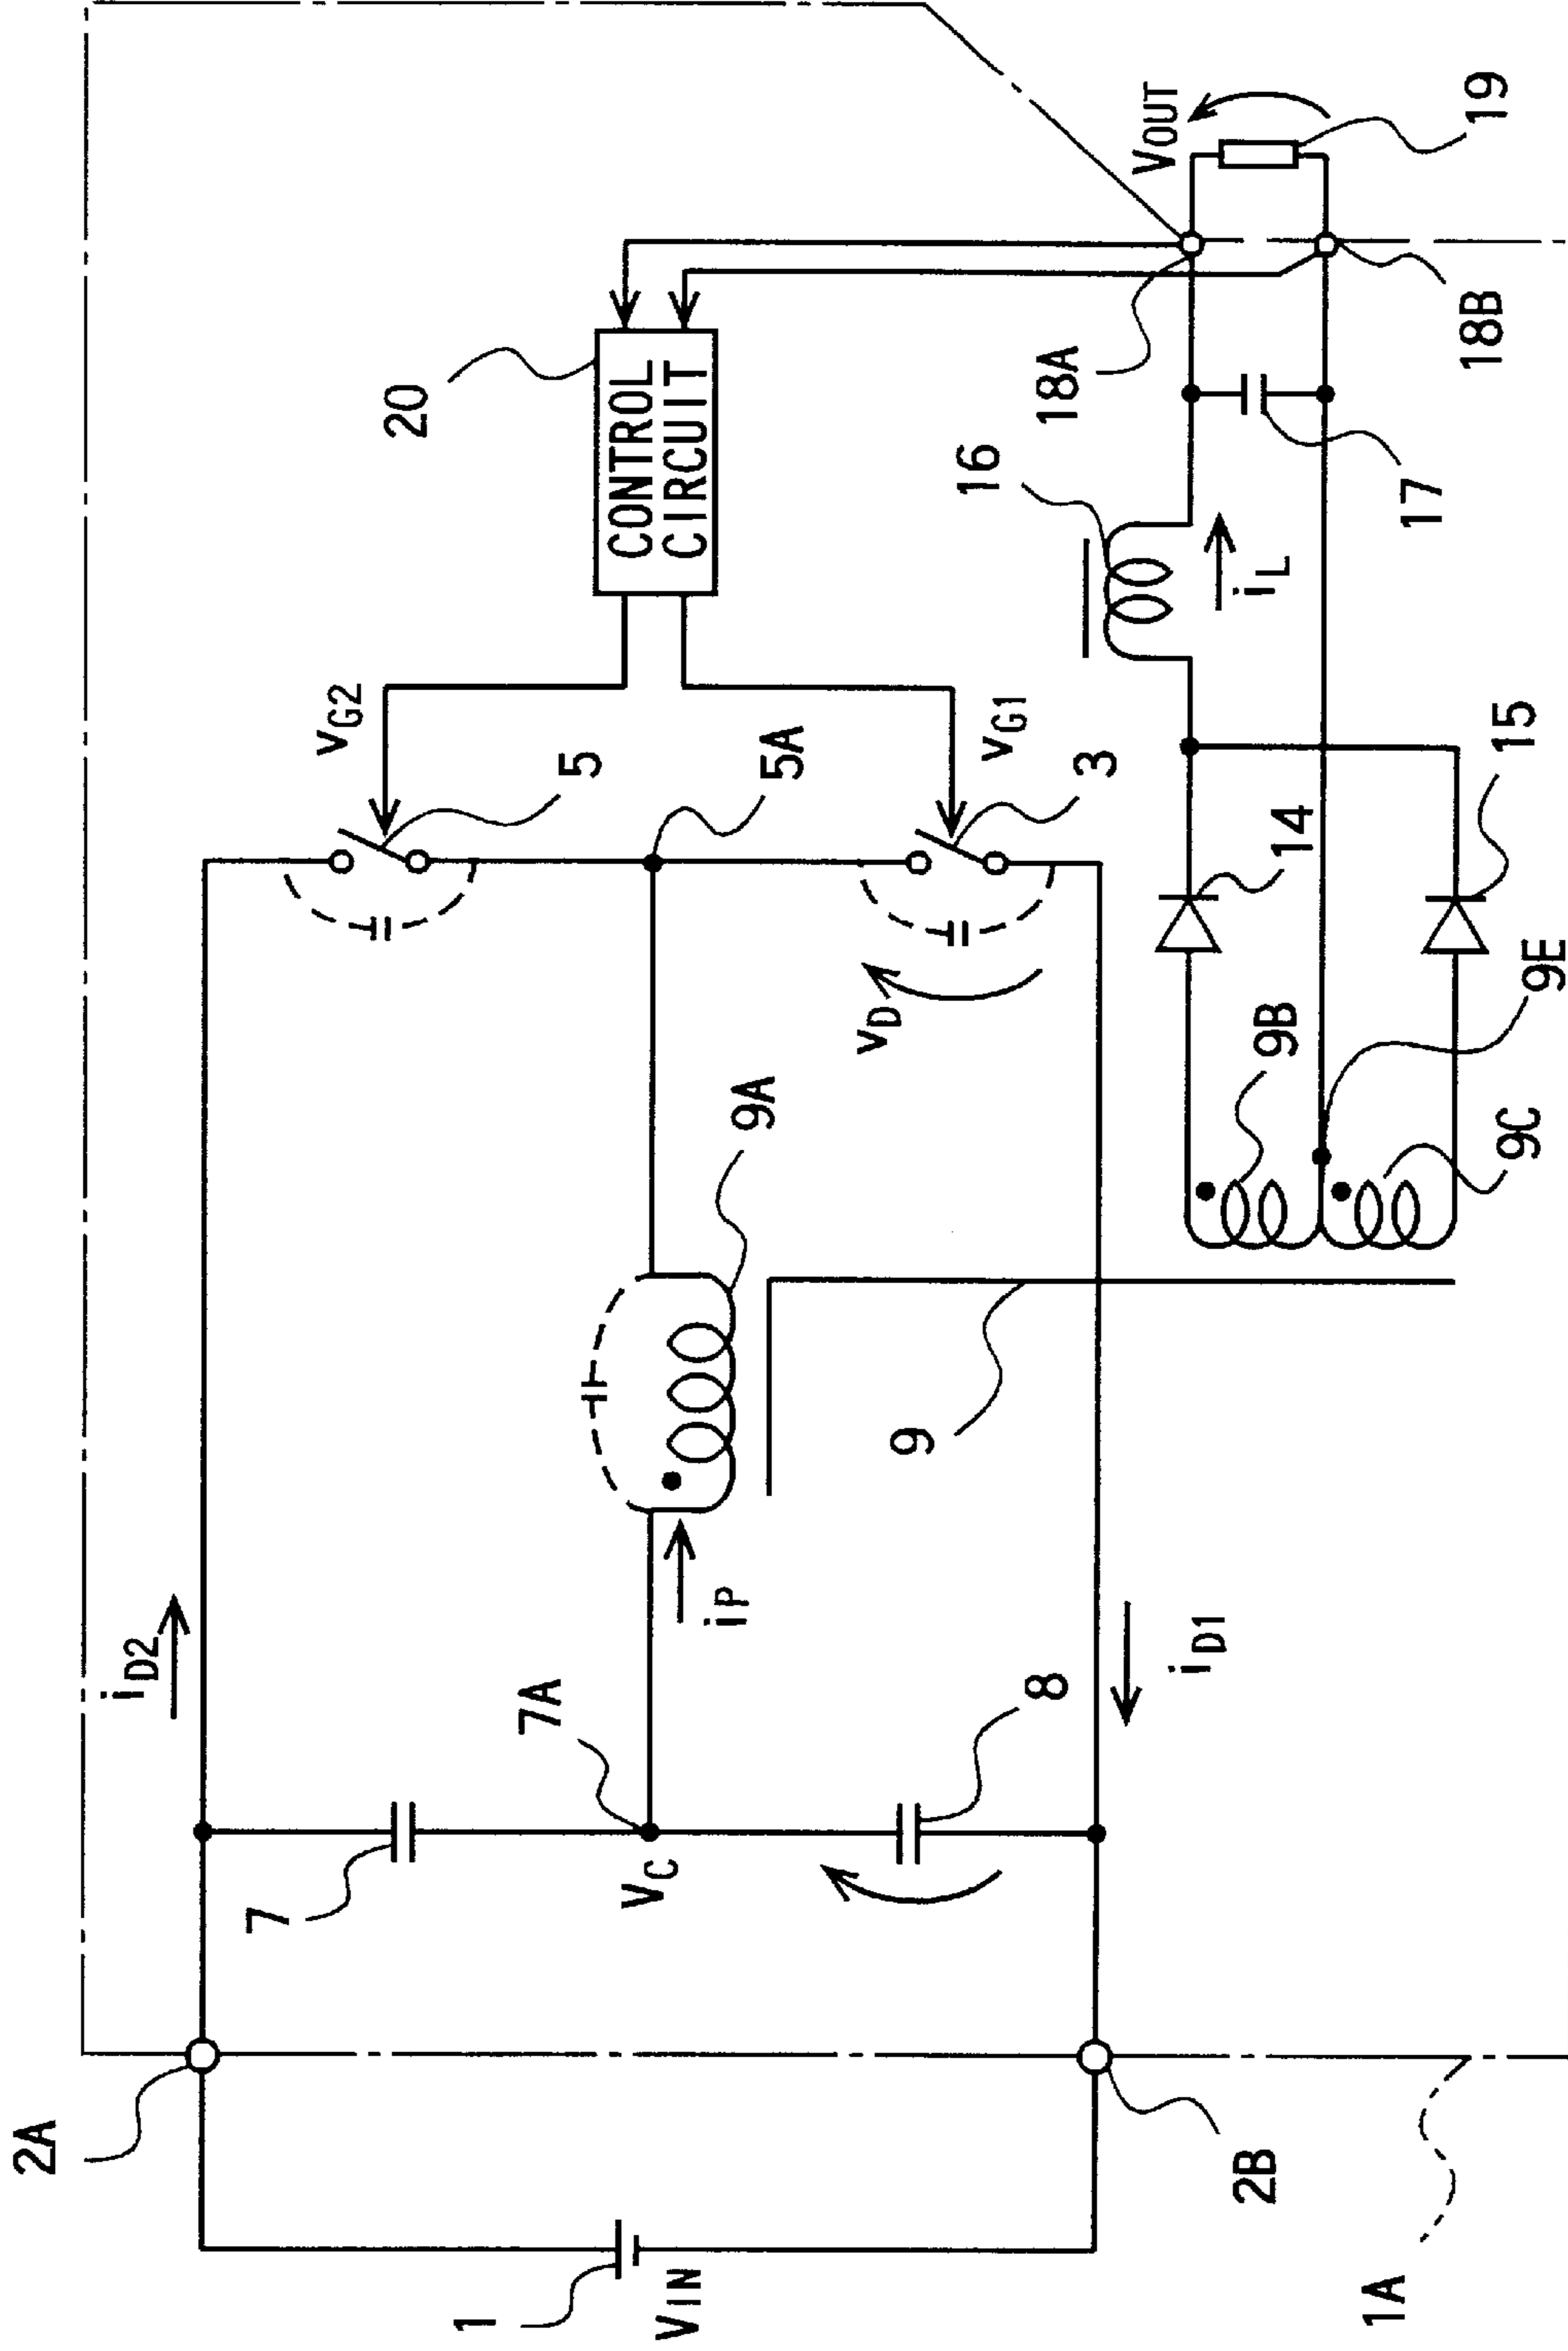 2A
1
VIN
2B
1A
iD2
7
7A
VC
8
iP
iD1
9
9A
9B
9C
9E
vD
vG2
5
5A
vG1
3
14
15
20
CONTROL
CIRCUIT
16
iL
17
18A
18B
VOUT
19